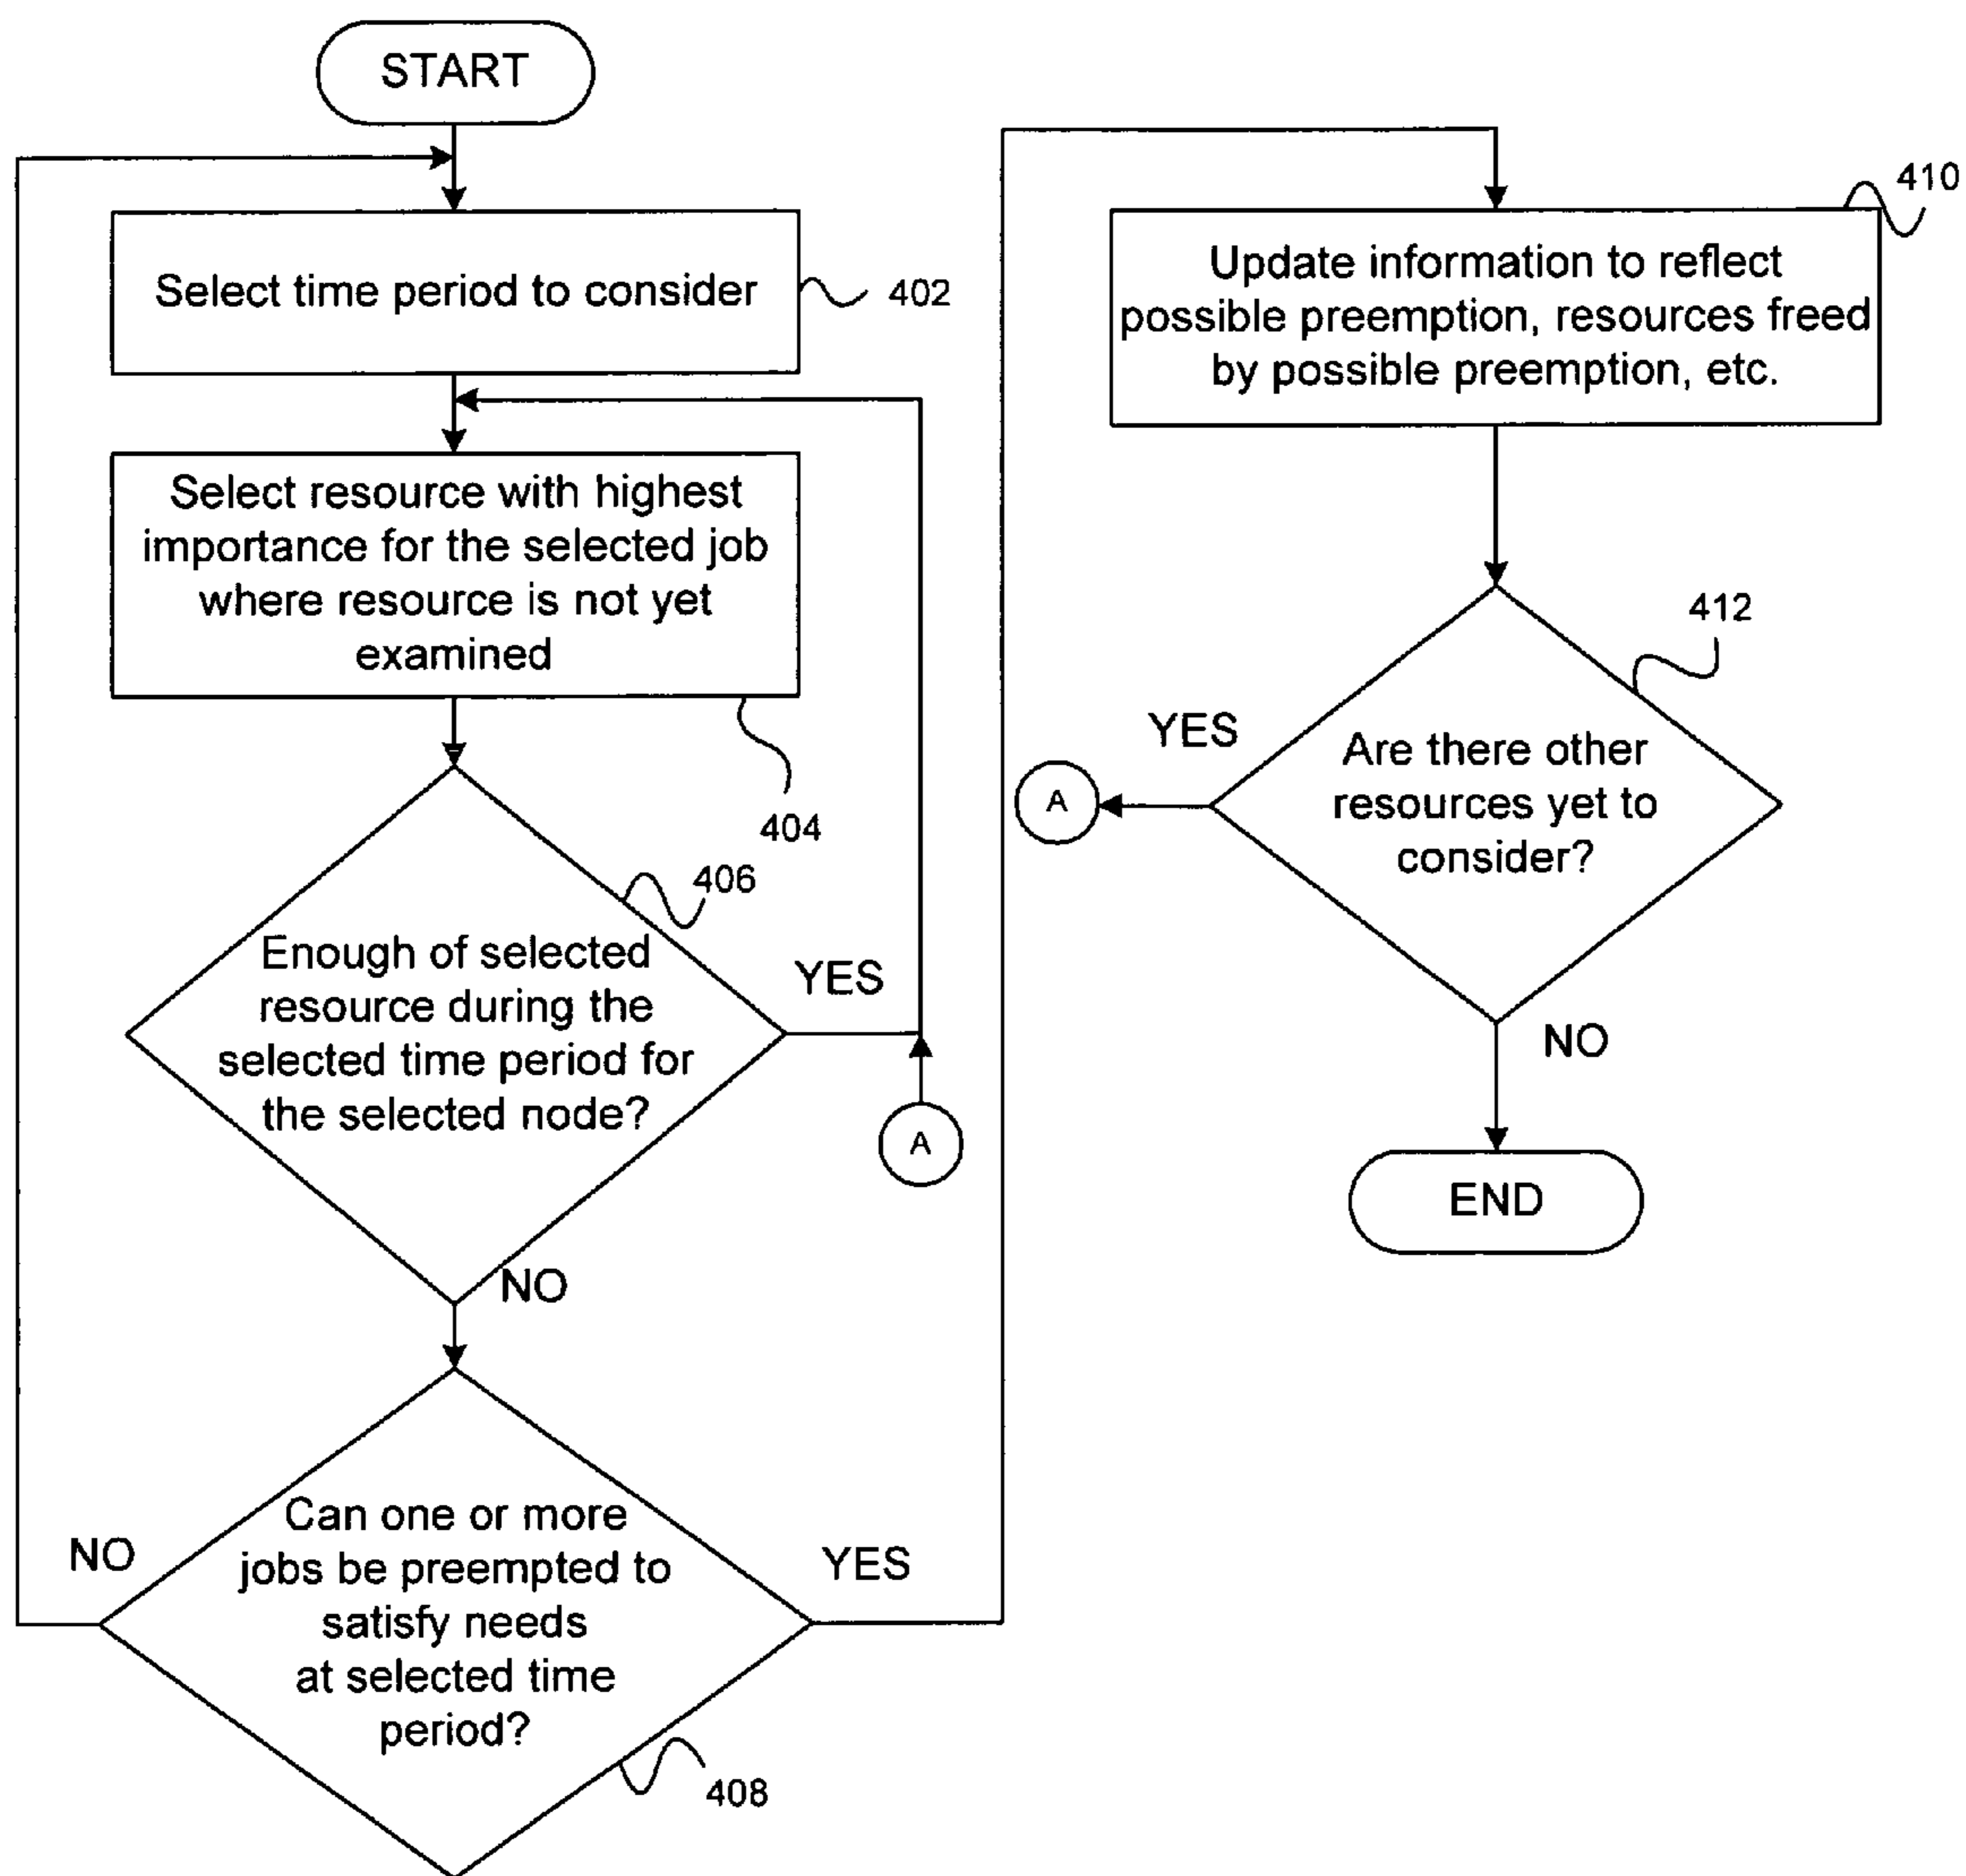 START
Select time period to consider
402
Select resource with highest
importance for the selected job
where resource is not yet
examined
404
406
Enough of selected
resource during the
selected time period for
the selected node?
YES
A
NO
Can one or more
jobs be preempted to
satisfy needs
at selected time
period?
NO
YES
408
410
Update information to reflect
possible preemption, resources freed
by possible preemption, etc.
412
YES
A
Are there other
resources yet to
consider?
NO
END